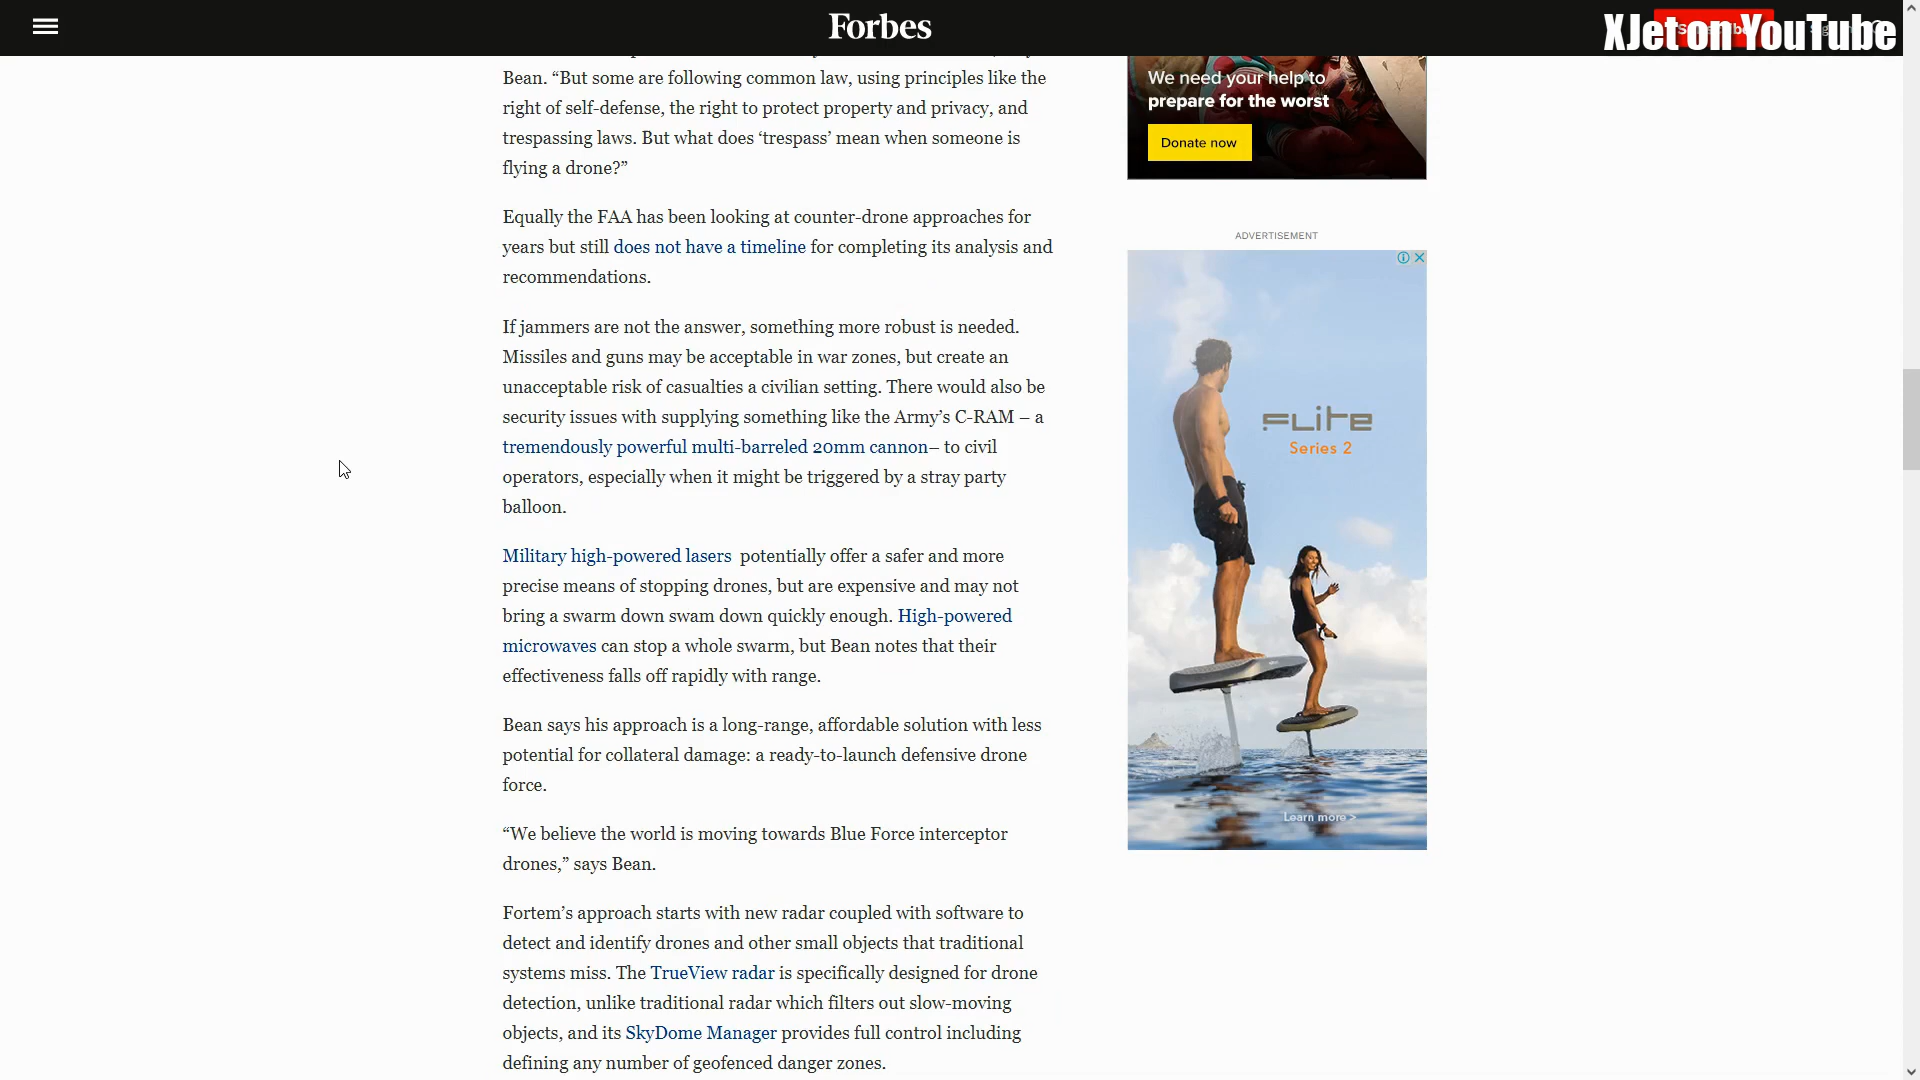 Forbes
XJet on YouTube
Bean. “But some are following common law, using principles like the
right of self-defense, the right to protect property and privacy, and
trespassing laws. But what does ‘trespass’ mean when someone is
flying a drone?”
Equally the FAA has been looking at counter-drone approaches for
years but still does not have a timeline for completing its analysis and
recommendations.
If jammers are not the answer, something more robust is needed.
Missiles and guns may be acceptable in war zones, but create an
unacceptable risk of casualties a civilian setting. There would also be
security issues with supplying something like the Army’s C-RAM – a
tremendously powerful multi-barreled 20mm cannon– to civil
operators, especially when it might be triggered by a stray party
balloon.
Military high-powered lasers potentially offer a safer and more
precise means of stopping drones, but are expensive and may not
bring a swarm down swam down quickly enough. High-powered
microwaves can stop a whole swarm, but Bean notes that their
effectiveness falls off rapidly with range.
Bean says his approach is a long-range, affordable solution with less
potential for collateral damage: a ready-to-launch defensive drone
force.
“We believe the world is moving towards Blue Force interceptor
drones,” says Bean.
Fortem’s approach starts with new radar coupled with software to
detect and identify drones and other small objects that traditional
systems miss. The TrueView radar is specifically designed for drone
detection, unlike traditional radar which filters out slow-moving
objects, and its SkyDome Manager provides full control including
defining any number of geofenced danger zones.
We need your help to
prepare for the worst
Donate now
ADVERTISEMENT
FLITE
Series 2
Learn more >